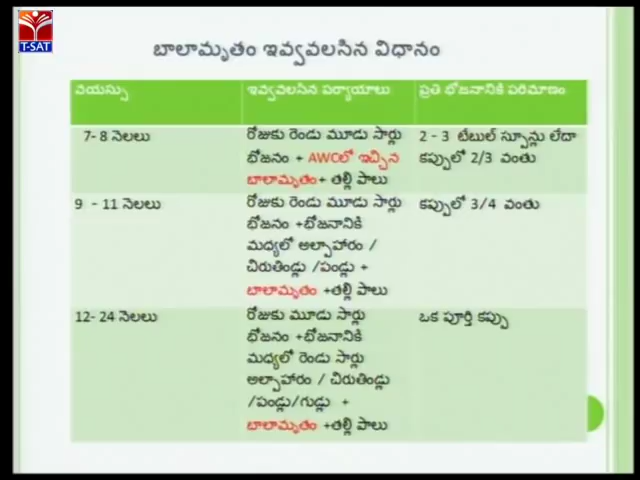 T-SAT
బాలామృతం ఇవ్వవలసిన విధానం
వయస్సు ఇవ్వవలసిన పర్యాయాలు ప్రతి భోజనానికి పరిమాణం
7- 8 నెలలు రోజుకు రెండు మూడు సార్లు 2 - 3 టేబుల్ స్పూన్లు లేదా
భోజనం + AWCలో ఇచ్చిన కప్పులో 2/3 వంతు
బాలామృతం+ తల్లి పాలు
9 - 11 నెలలు రోజుకు రెండు మూడు సార్లు కప్పులో 3/4 వంతు
భోజనం +భోజనానికి
మధ్యలో అల్పాహారం /
చిరుతిండ్లు /పండ్లు +
బాలామృతం +తల్లి పాలు
12- 24 నెలలు రోజుకు మూడు సార్లు ఒక పూర్తి కప్పు
భోజనం +భోజనానికి
మధ్యలో రెండు సార్లు
అల్పాహారం / చిరుతిండ్లు
/పండ్లు/గుడ్లు +
బాలామృతం +తల్లి పాలు